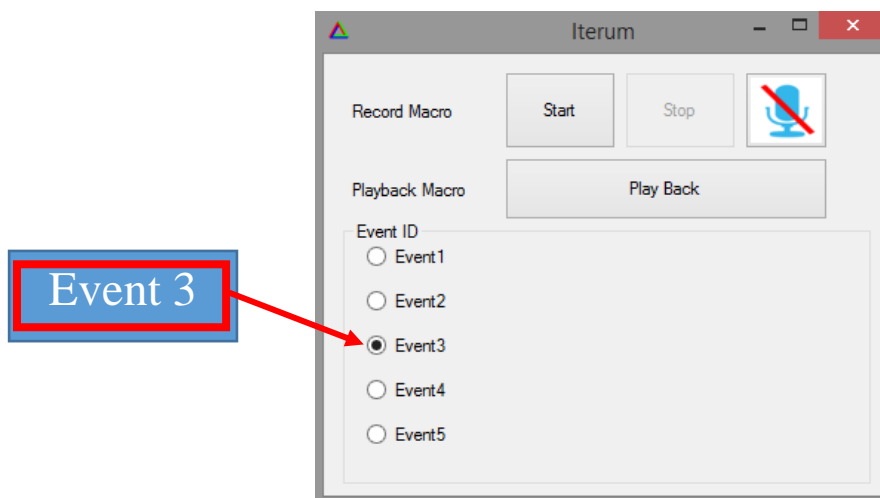 Iterum
Record Macro Start Stop
Playback Macro Play Back
Event ID
Event1
Event2
Event 3
Event3
Event4
Event5